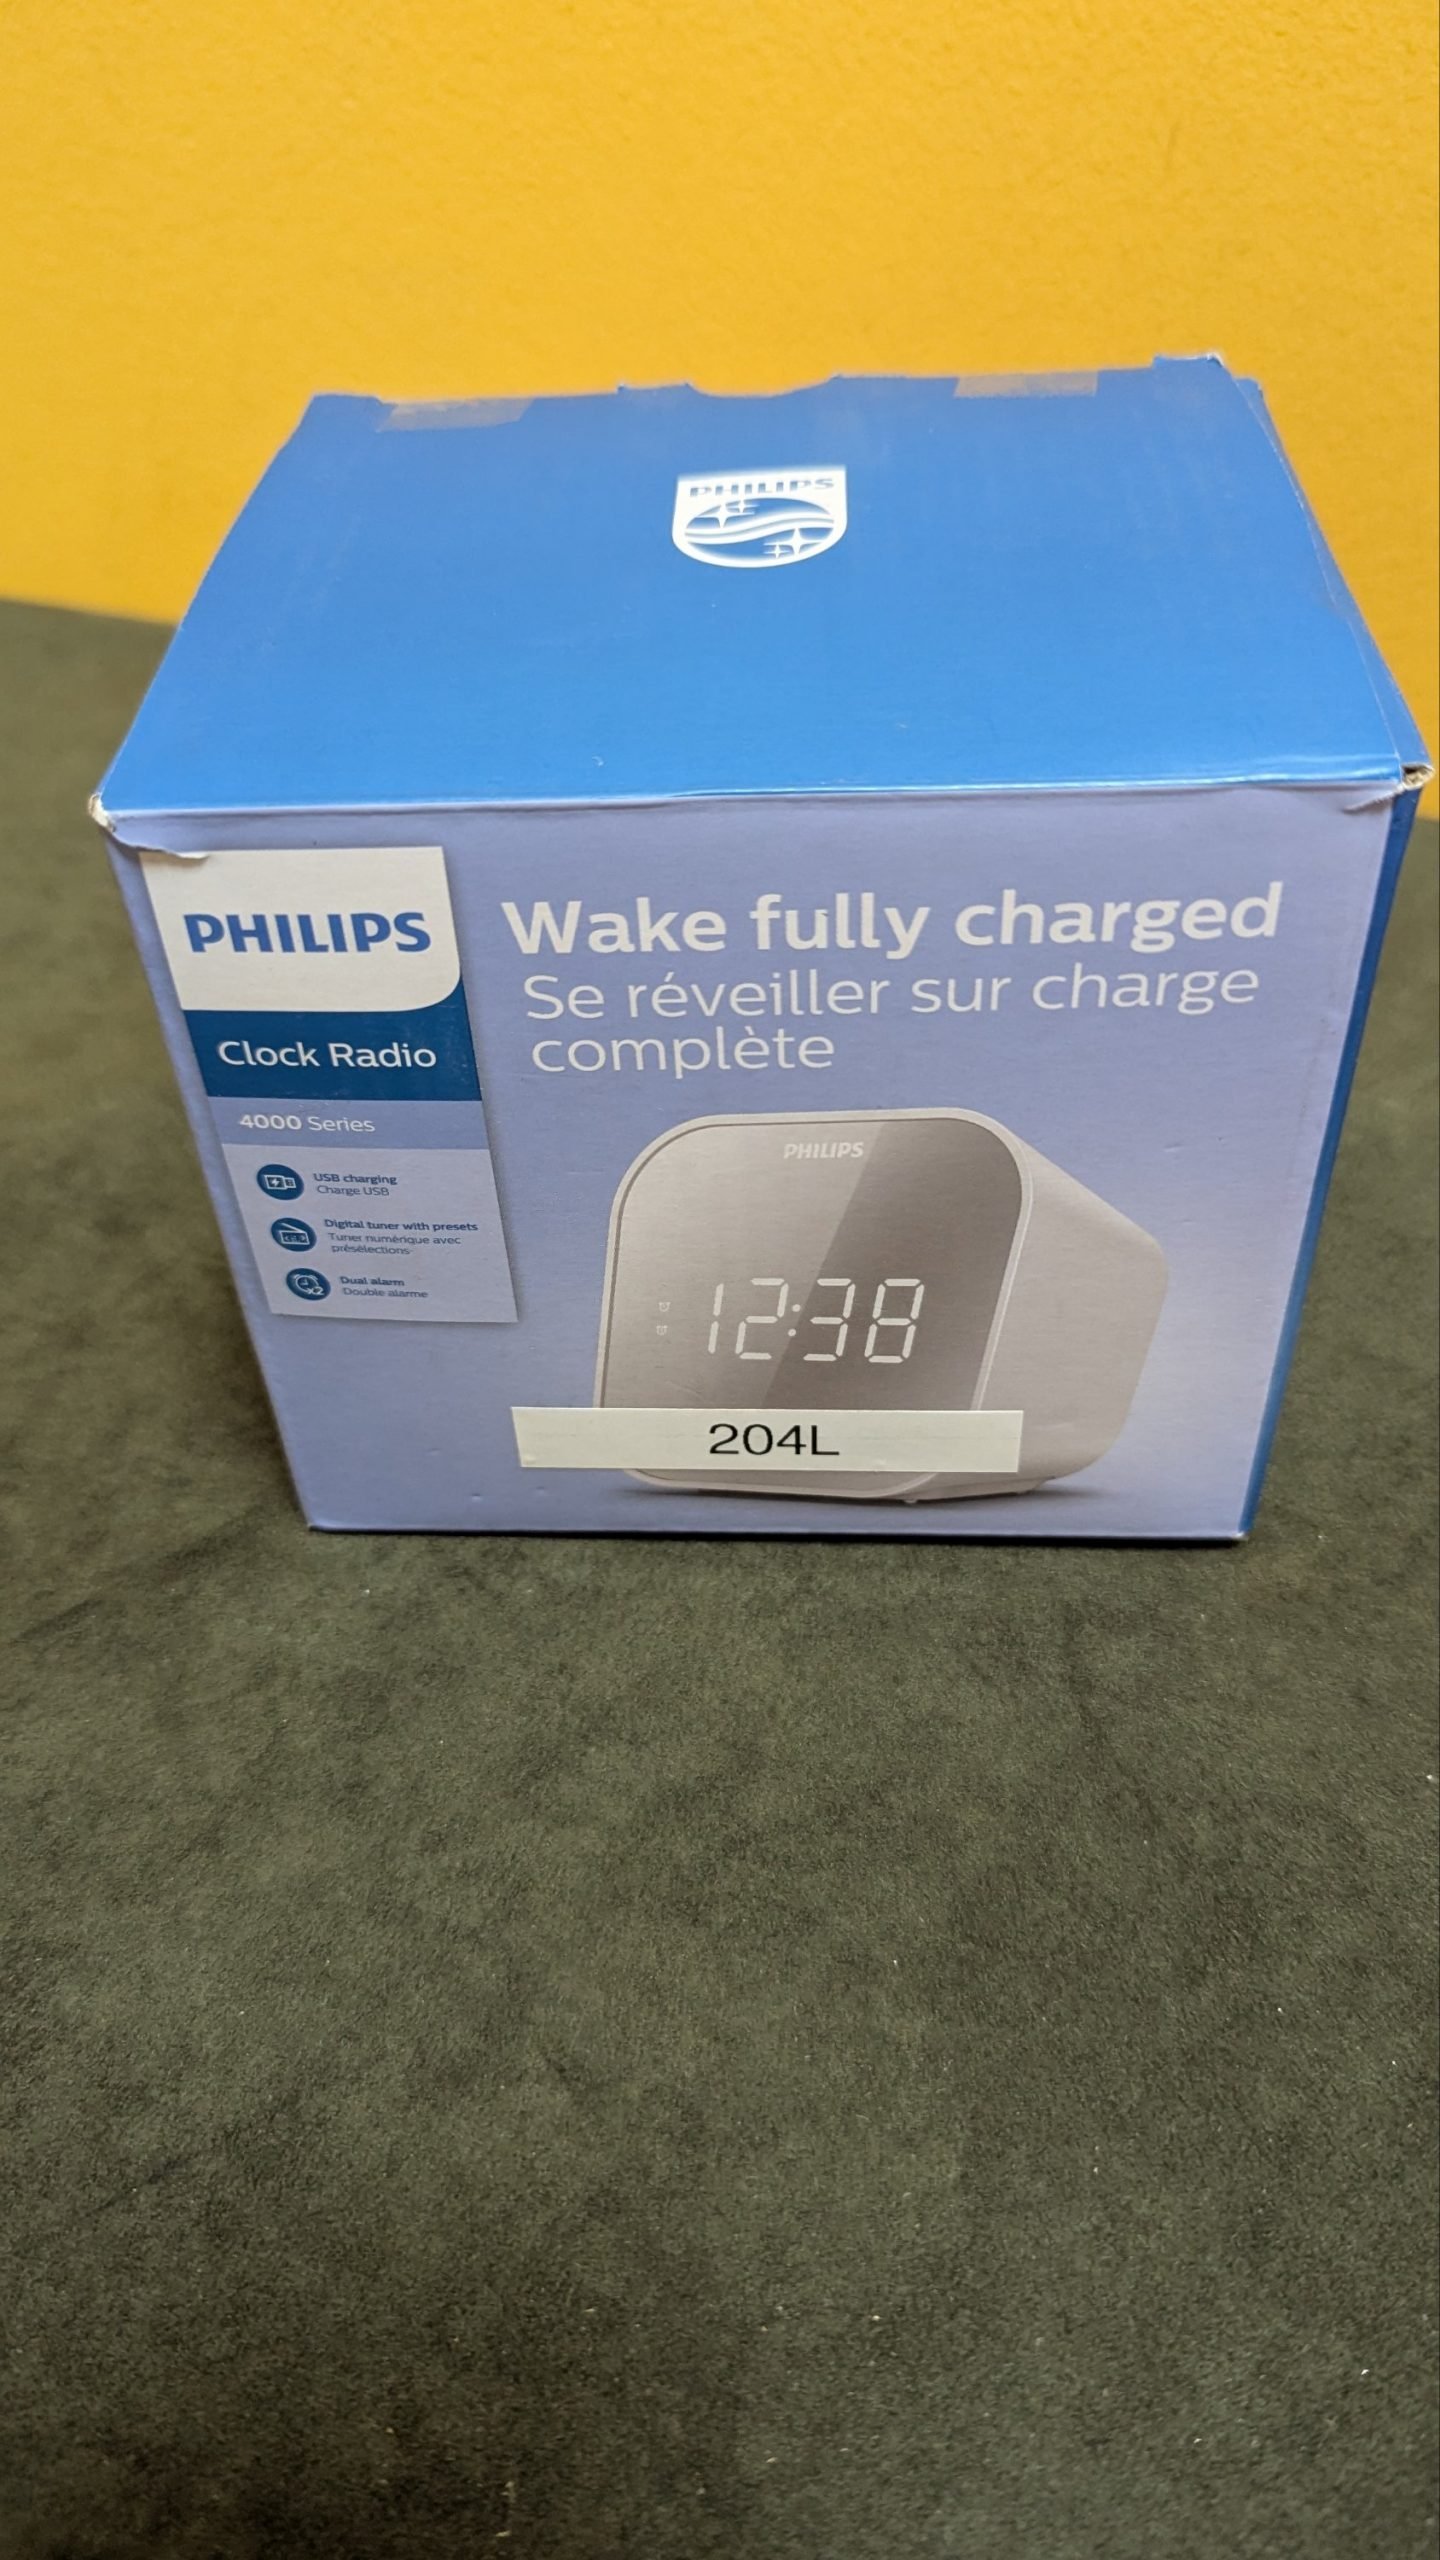 PHILIPS
PHILIPS
Clock Radio
4000 Series
USB charging
Charge USB
Digital tuner with presets
Tuner numérique avec
présélections
x2
Dual alarm
Double alarme
Wake fully charged
Se réveiller sur charge
complète
PHILIPS
12:38
204L